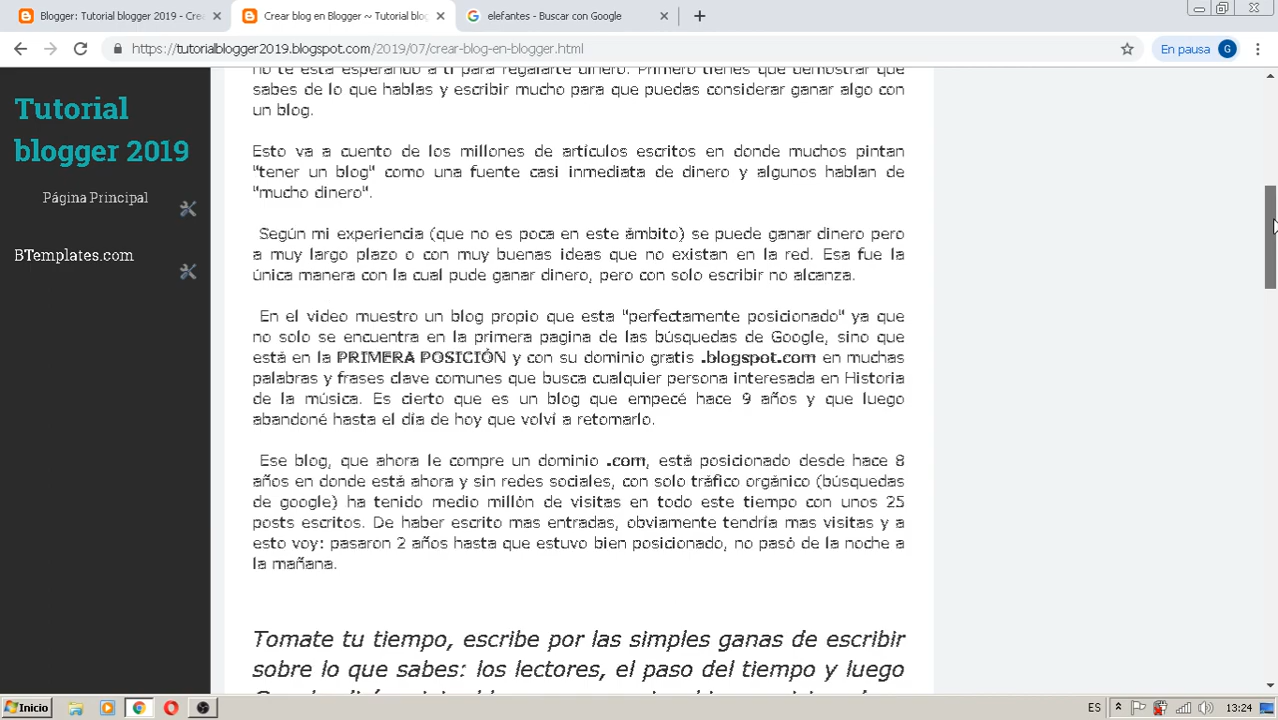 Blogger: Tutorial blogger 2019 - Cre
Crear blog en Blogger ~ Tutorial blo
elefantes - Buscar con Google
https://tutorialblogger2019.blogspot.com/2019/07/crear-blog-en-blogger.html
En pausa
G
Tutorial
blogger 2019
Página Principal
BTemplates.com
no te está esperando a ti para regalarte dinero. Primero tienes que demostrar que
sabes de lo que hablas y escribir mucho para que puedas considerar ganar algo con
un blog.
Esto va a cuento de los millones de artículos escritos en donde muchos pintan
"tener un blog" como una fuente casi inmediata de dinero y algunos hablan de
"mucho dinero".
Según mi experiencia (que no es poca en este ámbito) se puede ganar dinero pero
a muy largo plazo o con muy buenas ideas que no existan en la red. Esa fue la
única manera con la cual pude ganar dinero, pero con solo escribir no alcanza.
En el video muestro un blog propio que esta "perfectamente posicionado" ya que
no solo se encuentra en la primera pagina de las búsquedas de Google, sino que
está en la PRIMERA POSICIÓN y con su dominio gratis .blogspot.com en muchas
palabras y frases clave comunes que busca cualquier persona interesada en Historia
de la música. Es cierto que es un blog que empecé hace 9 años y que luego
abandoné hasta el día de hoy que volví a retomarlo.
Ese blog, que ahora le compre un dominio .com, está posicionado desde hace 8
años en donde está ahora y sin redes sociales, con solo tráfico orgánico (búsquedas
de google) ha tenido medio millón de visitas en todo este tiempo con unos 25
posts escritos. De haber escrito mas entradas, obviamente tendría mas visitas y a
esto voy: pasaron 2 años hasta que estuvo bien posicionado, no pasó de la noche a
la mañana.
Tomate tu tiempo, escribe por las simples ganas de escribir
sobre lo que sabes: los lectores, el paso del tiempo y luego
Inicio
ES
13:24